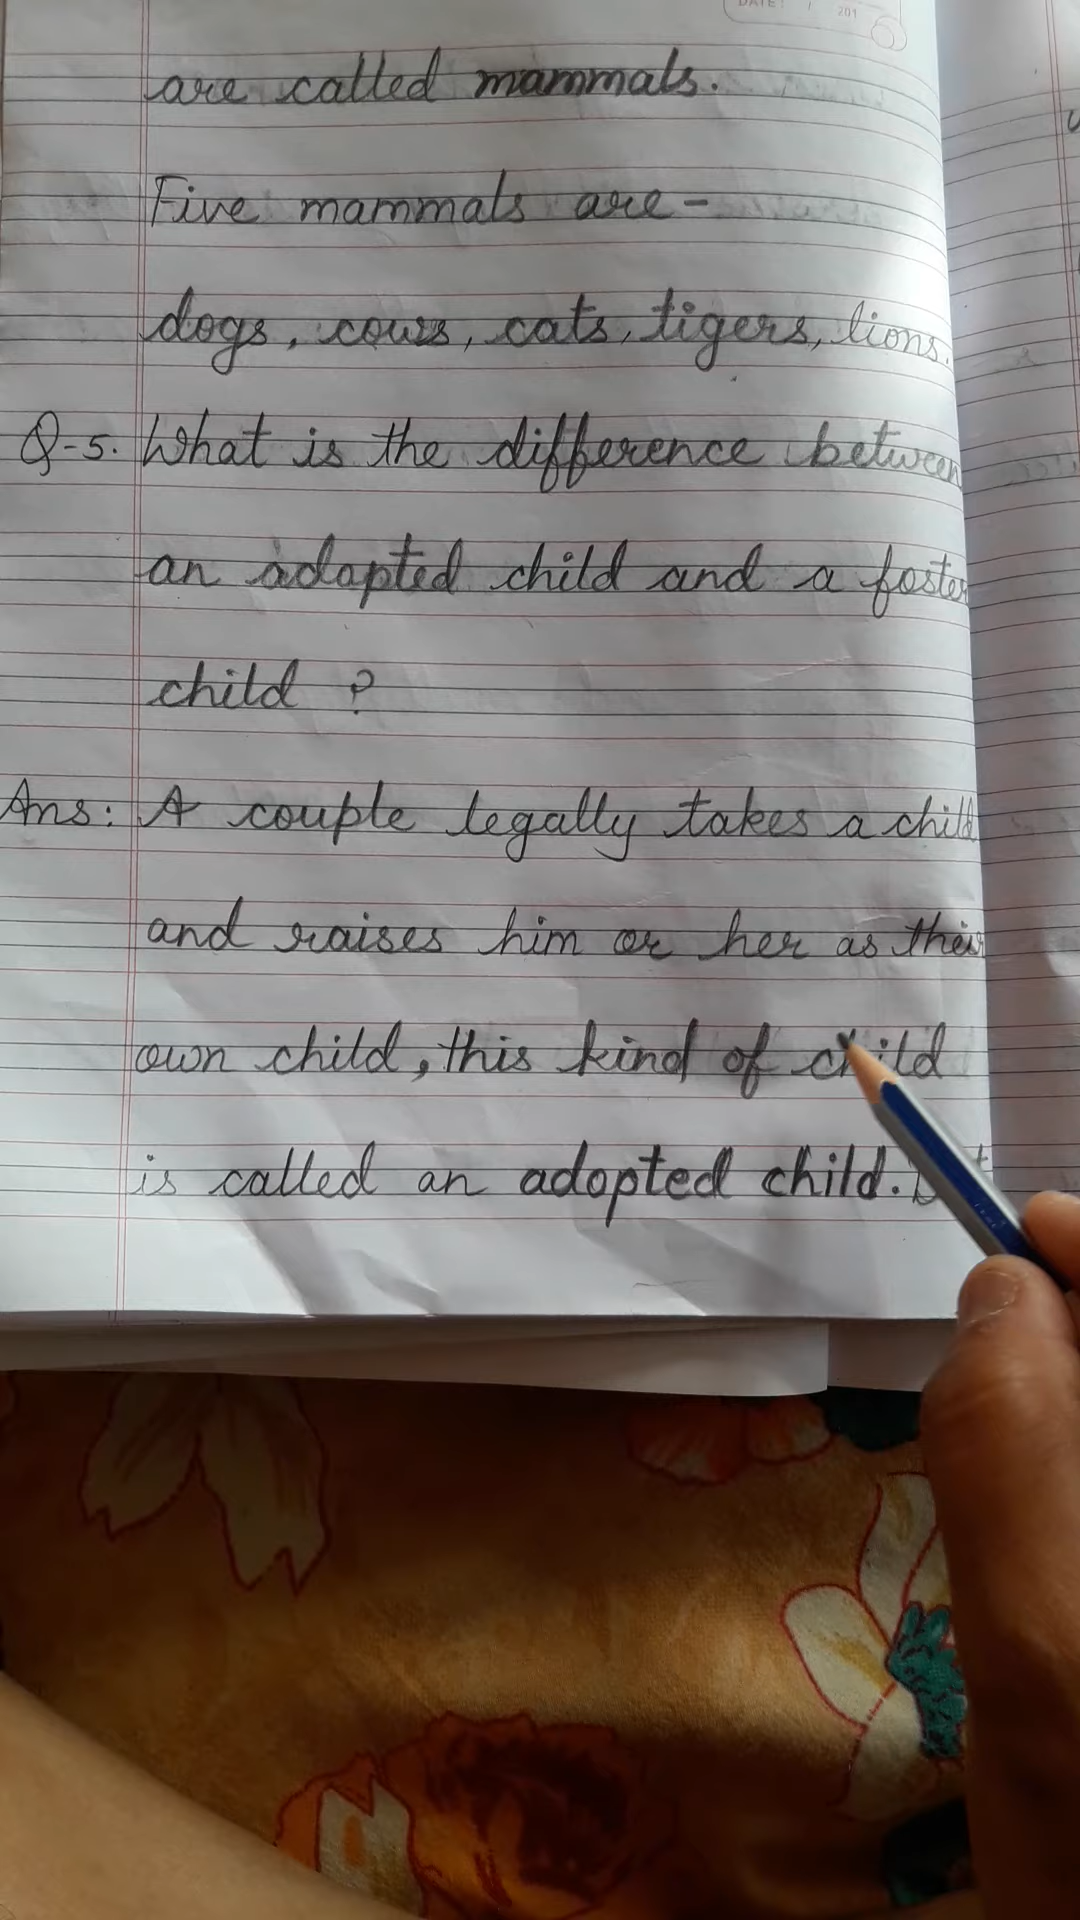 DATE: / 201
are called mammals.
Five mammals are-
dogs, cows, cats, tigers, lions.
Q-5. What is the difference between
an adopted child and a foster
child ?
Ans: A couple legally takes a child
and raises him or her as their
own child, this kind of child
is called an adopted child.